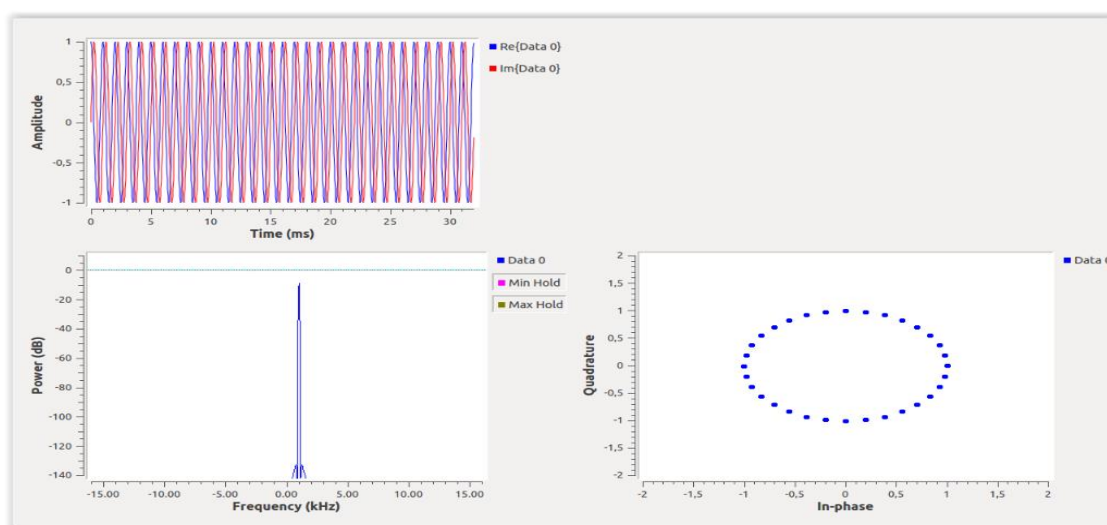 1
0,5
0
-0,5
-1
Amplitude
0 5 10 15 20 25 30
Time (ms)
Re{Data 0}
Im{Data 0}
0
-20
-40
-60
-80
-100
-120
-140
Power (dB)
-15.00 -10.00 -5.00 0.00 5.00 10.00 15.00
Frequency (kHz)
Data 0
Min Hold
Max Hold
2
1,5
1
0,5
0
-0,5
-1
-1,5
-2
Quadrature
-2 -1,5 -1 -0,5 0 0,5 1 1,5 2
In-phase
Data